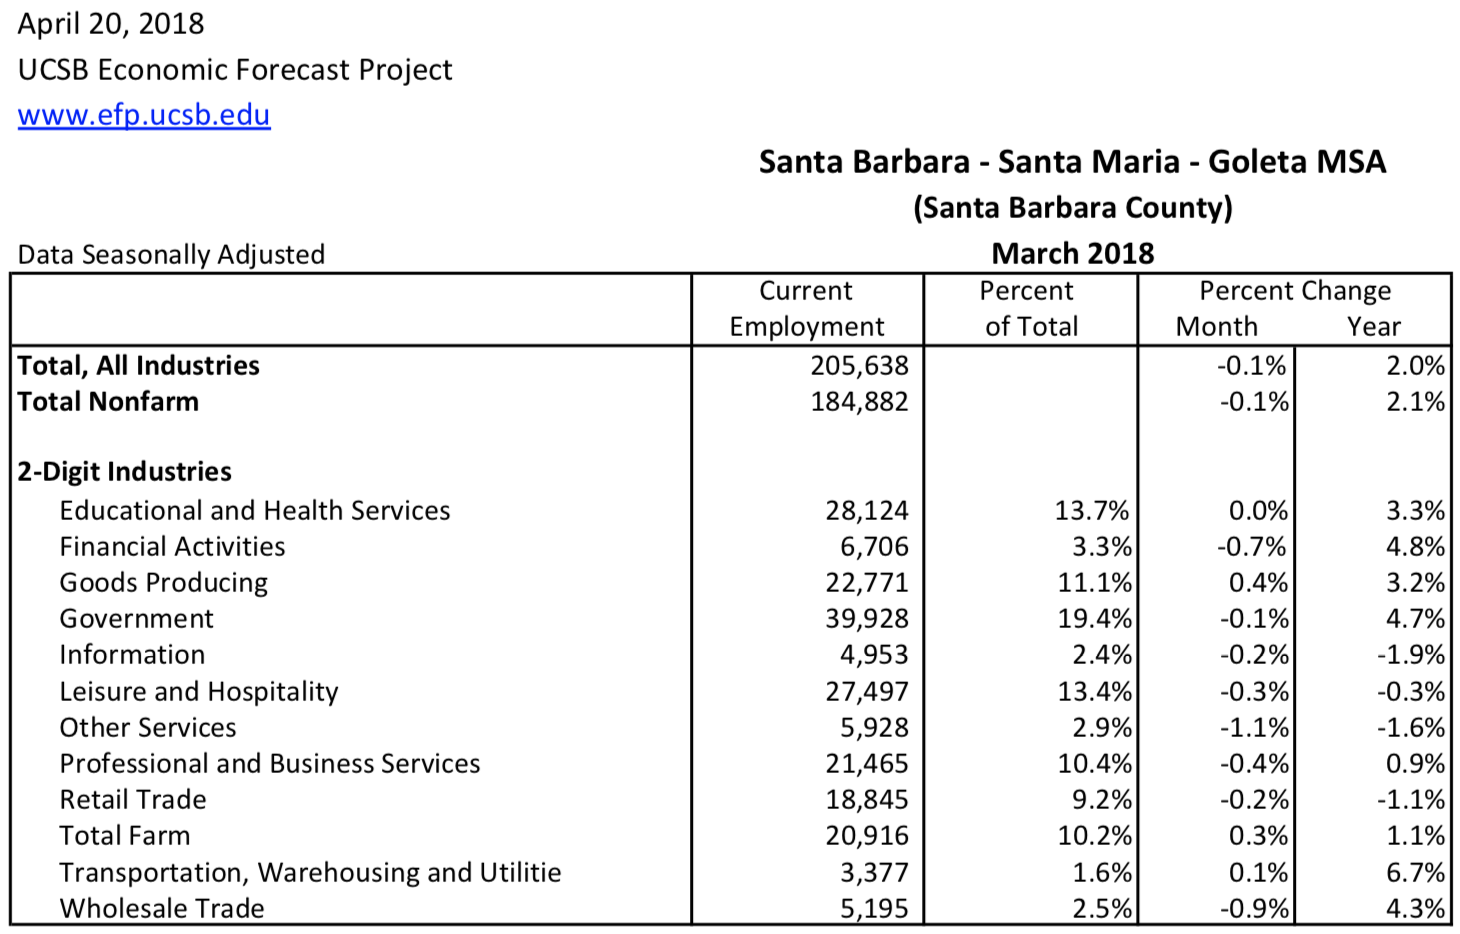 April 20, 2018
UCSB Economic Forecast Project
www.efp.ucsb.edu
Santa Barbara - Santa Maria - Goleta MSA
(Santa Barbara County)
Data Seasonally Adjusted March 2018
Current Percent Percent Change
Employment of Total Month Year
Total, All Industries 205,638 -0.1% 2.0%
Total Nonfarm 184,882 -0.1% 2.1%
2-Digit Industries
Educational and Health Services 28,124 13.7% 0.0% 3.3%
Financial Activities 6,706 3.3% -0.7% 4.8%
Goods Producing 22,771 11.1% 0.4% 3.2%
Government 39,928 19.4% -0.1% 4.7%
Information 4,953 2.4% -0.2% -1.9%
Leisure and Hospitality 27,497 13.4% -0.3% -0.3%
Other Services 5,928 2.9% -1.1% -1.6%
Professional and Business Services 21,465 10.4% -0.4% 0.9%
Retail Trade 18,845 9.2% -0.2% -1.1%
Total Farm 20,916 10.2% 0.3% 1.1%
Transportation, Warehousing and Utilitie 3,377 1.6% 0.1% 6.7%
Wholesale Trade 5,195 2.5% -0.9% 4.3%